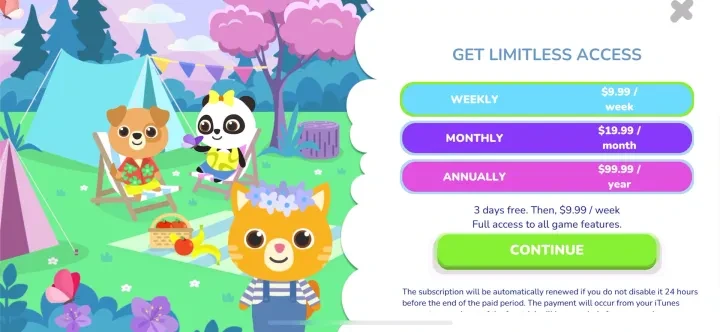 GET LIMITLESS ACCESS
WEEKLY
$9.99 /
week
MONTHLY
$19.99 /
month
ANNUALLY
$99.99 /
year
3 days free. Then, $9.99 / week
Full access to all game features.
CONTINUE
The subscription will be automatically renewed if you do not disable it 24 hours
before the end of the paid period. The payment will occur from your iTunes